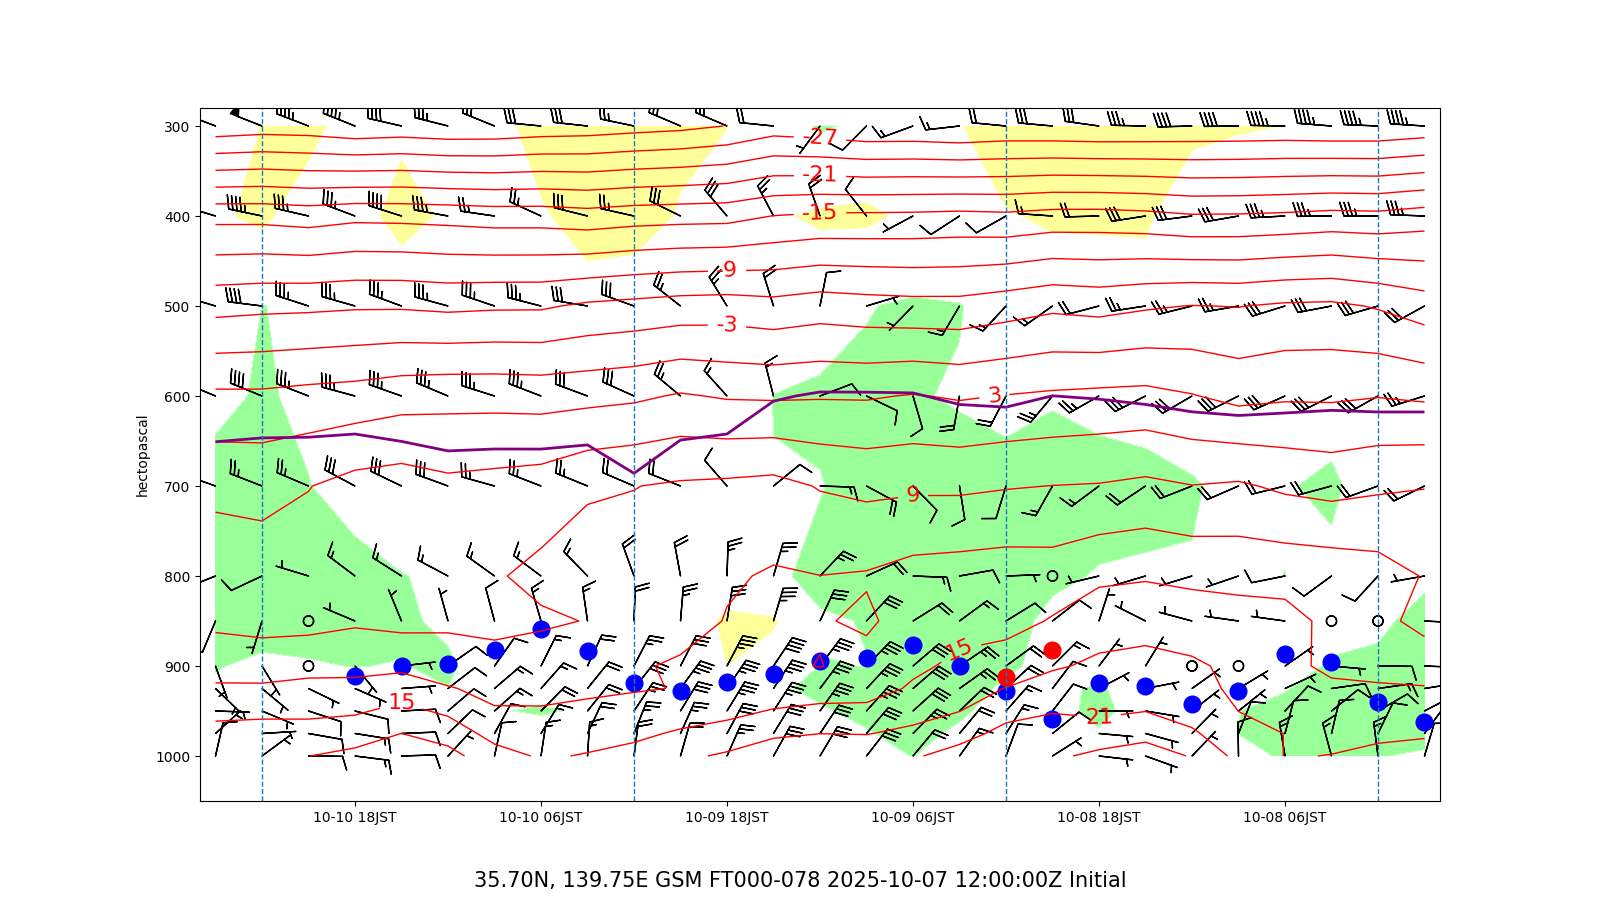 300
400
500
600
700
800
900
1000
hectopascal
-27
-21
-15
-9
-3
3
9
15
15
21
10-10 18JST
10-10 06JST
10-09 18JST
10-09 06JST
10-08 18JST
10-08 06JST
35.70N, 139.75E GSM FT000-078 2025-10-07 12:00:00Z Initial